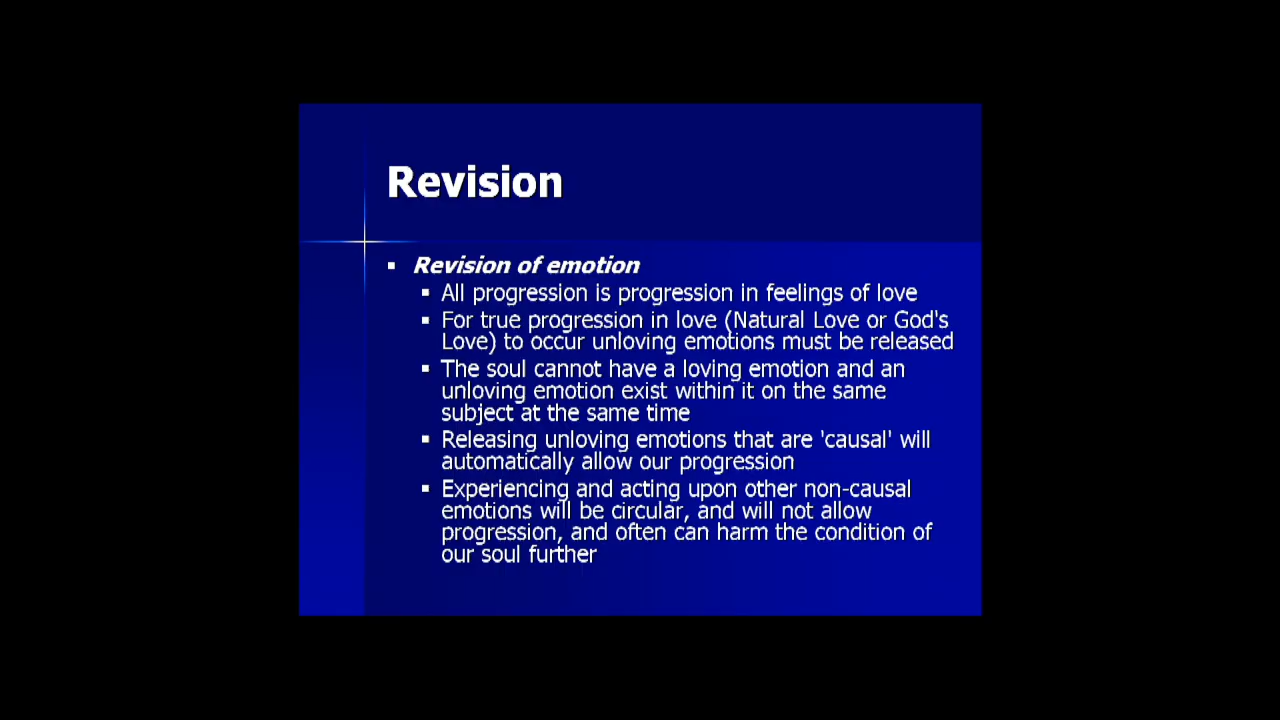 Revision
Revision of emotion
All progression is progression in feelings of love
For true progression in love (Natural Love or God's
Love) to occur unloving emotions must be released
The soul cannot have a loving emotion and an
unloving emotion exist within it on the same
subject at the same time
Releasing unloving emotions that are 'causal' will
automatically allow our progression
Experiencing and acting upon other non-causal
emotions will be circular, and will not allow
progression, and often can harm the condition of
our soul further